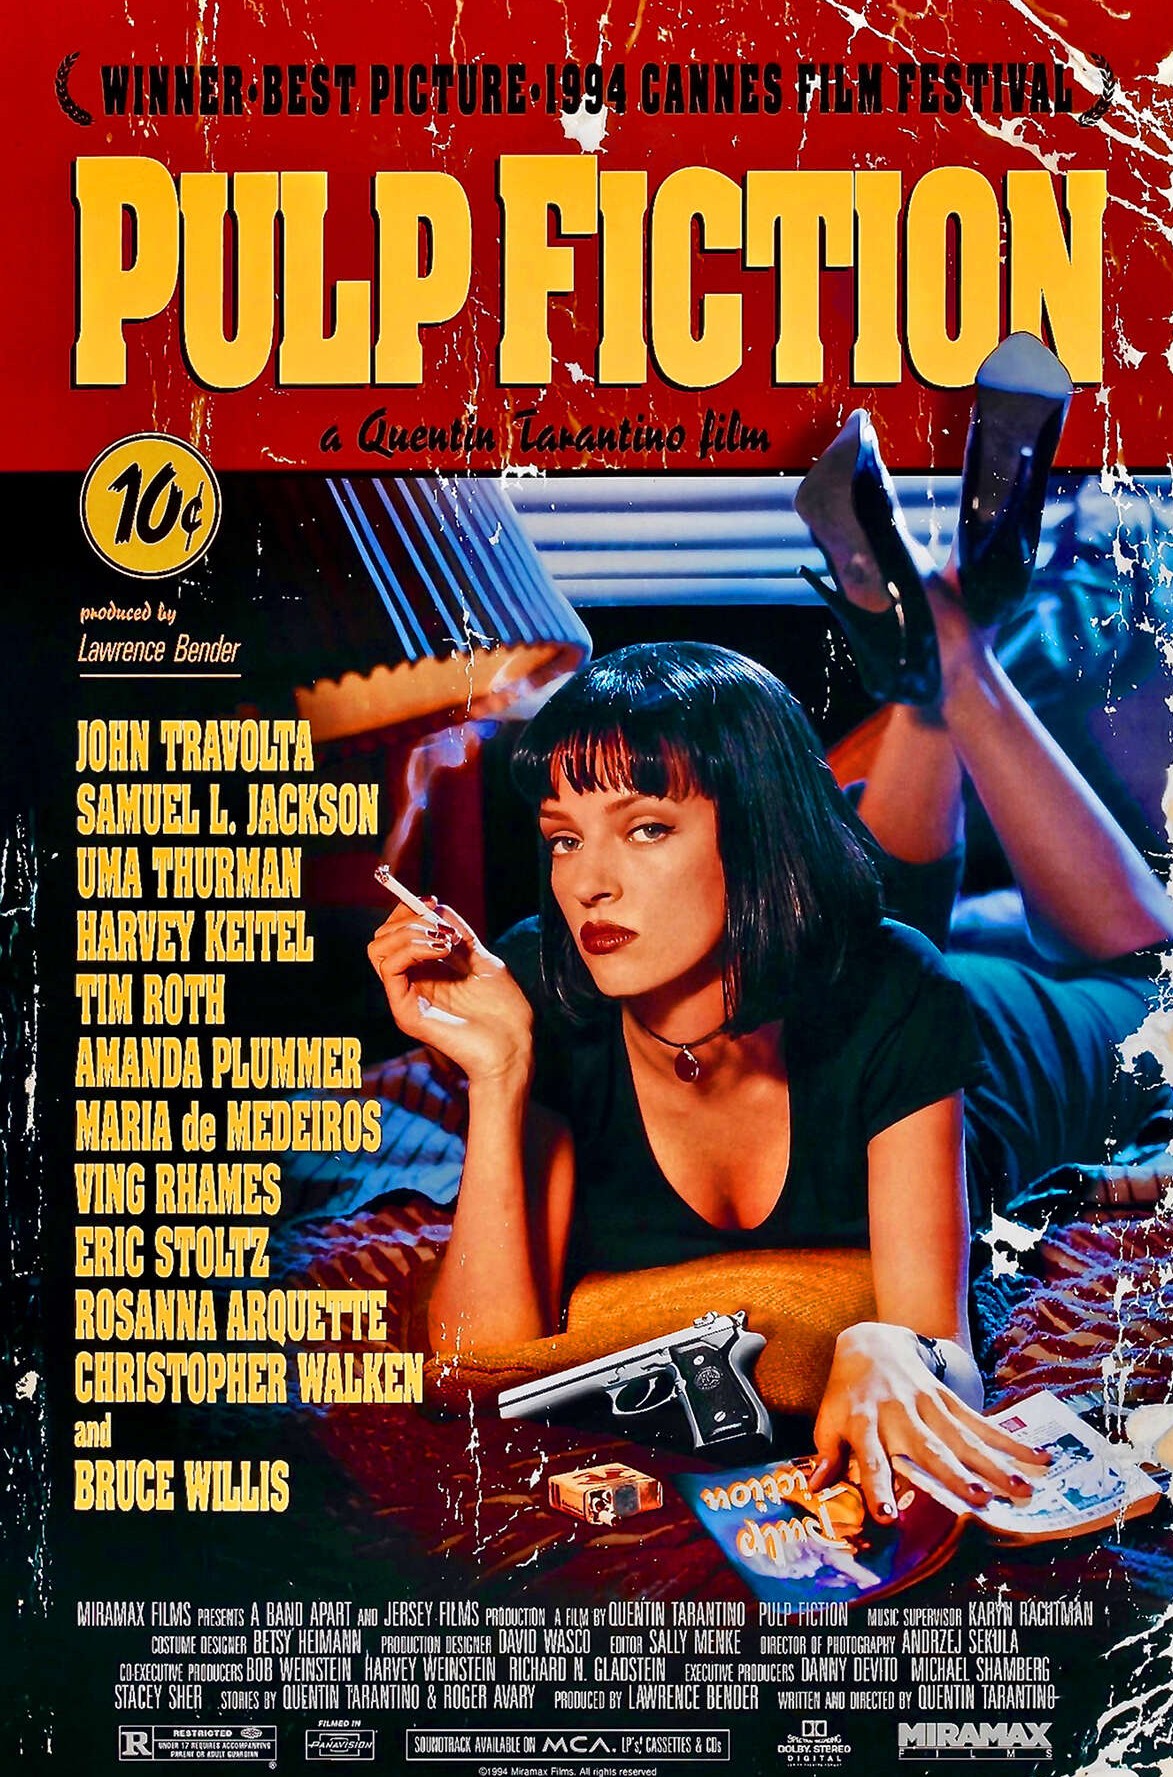 WINNER•BEST PICTURE•1994 CANNES FILM FESTIVAL
PULP FICTION
a Quentin Tarantino film
10¢
produced by
Lawrence Bender
JOHN TRAVOLTA
SAMUEL L. JACKSON
UMA THURMAN
HARVEY KEITEL
TIM ROTH
AMANDA PLUMMER
MARIA de MEDEIROS
VING RHAMES
ERIC STOLTZ
ROSANNA ARQUETTE
CHRISTOPHER WALKEN
and
BRUCE WILLIS
Pulp
Fiction
MIRAMAX FILMS PRESENTS A BAND APART AND JERSEY FILMS PRODUCTION A FILM BY QUENTIN TARANTINO PULP FICTION MUSIC SUPERVISOR KARYN RACHTMAN
COSTUME DESIGNER BETSY HEIMANN, PRODUCTION DESIGNER DAVID WASCO EDITOR SALLY MENKE DIRECTOR OF PHOTOGRAPHY ANDRZEJ SEKULA
CO-EXECUTIVE PRODUCERS BOB WEINSTEIN HARVEY WEINSTEIN RICHARD N. GLADSTEIN EXECUTIVE PRODUCERS DANNY DEVITO MICHAEL SHAMBERG
STACEY SHER STORIES BY QUENTIN TARANTINO & ROGER AVARY PRODUCED BY LAWRENCE BENDER WRITTEN AND DIRECTED BY QUENTIN TARANTINO
R RESTRICTED
UNDER 17 REQUIRES ACCOMPANYING
PARENT OR ADULT GUARDIAN
®
FILMED IN
PANAVISION
SOUNDTRACK AVAILABLE ON MCA. LP's, CASSETTES & CDs
SPECTRAL RECORDING
DOLBY STEREO
DIGITAL
MIRAMAX
FILMS
©1994 Miramax Films. All rights reserved